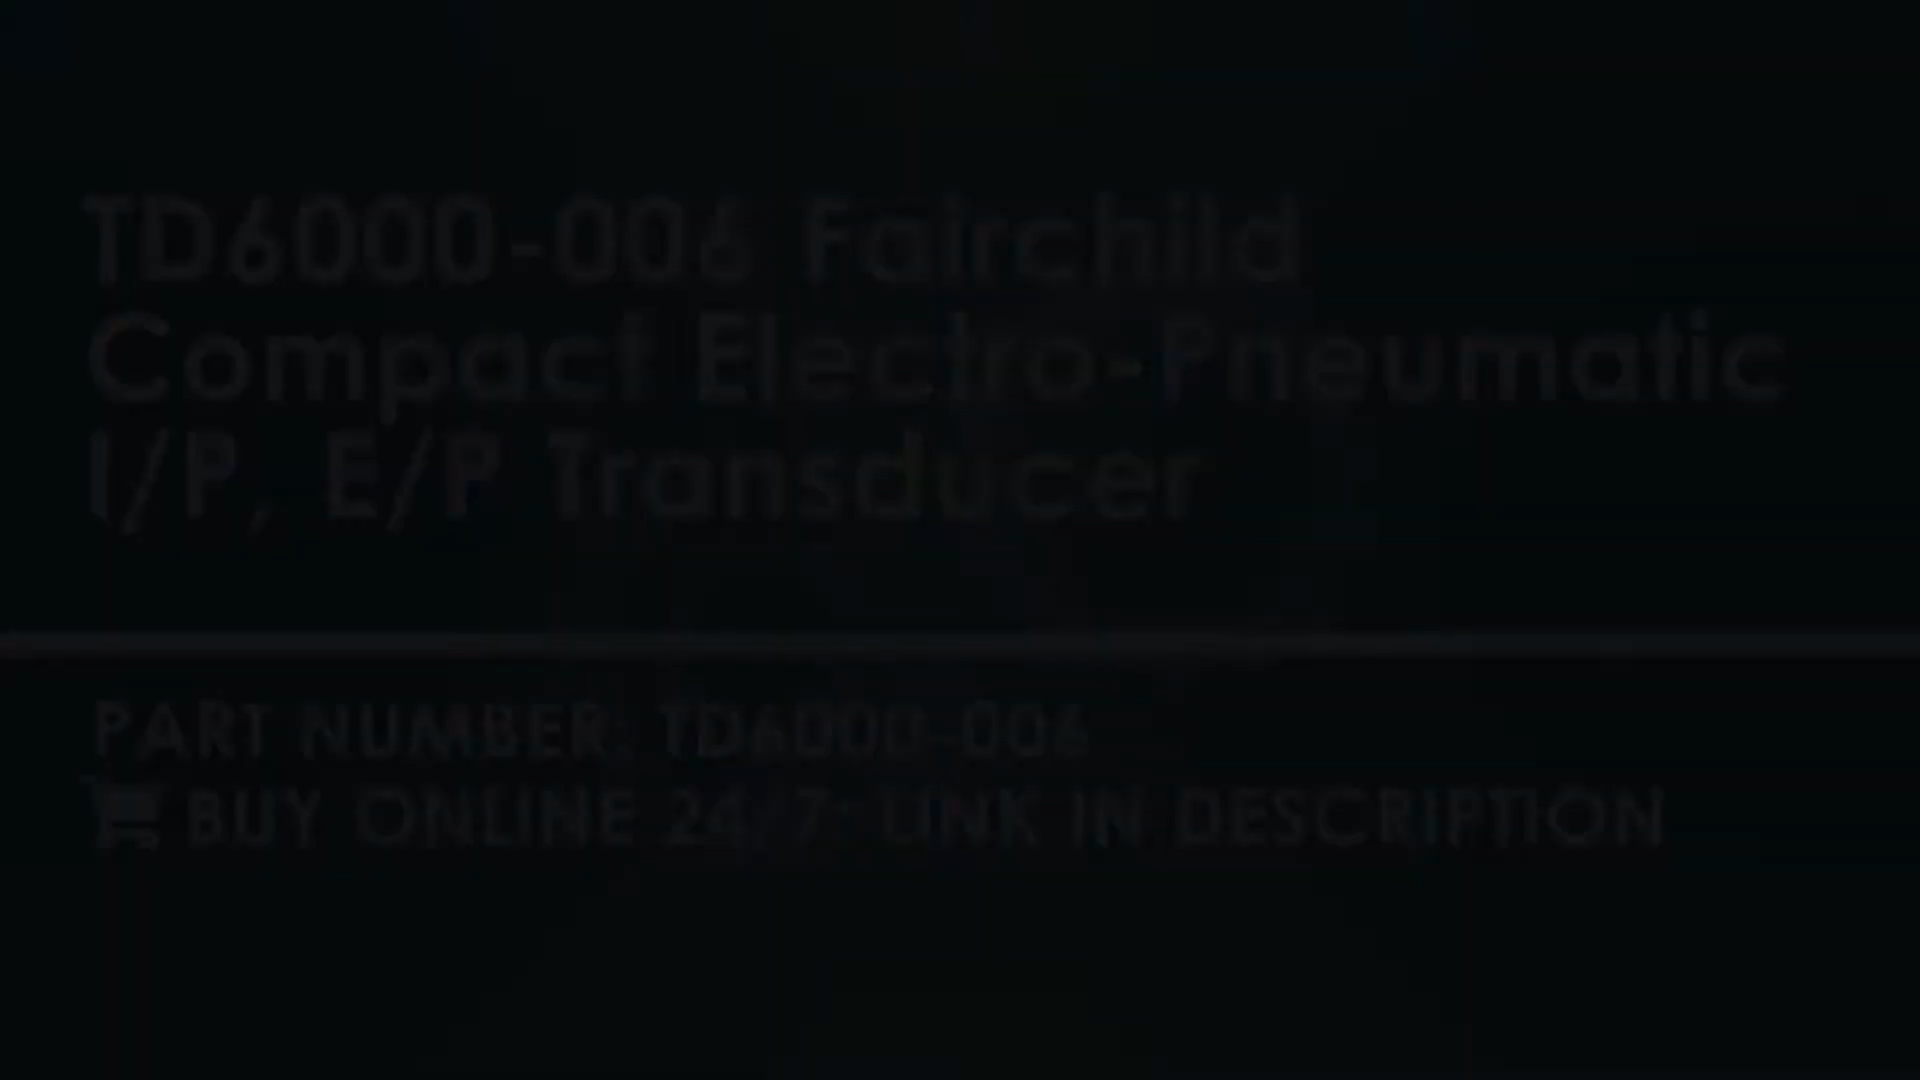 TD6000-006 Fairchild
Compact Electro-Pneumatic
I/P, E/P Transducer
PART NUMBER: TD6000-006
BUY ONLINE 24/7: LINK IN DESCRIPTION